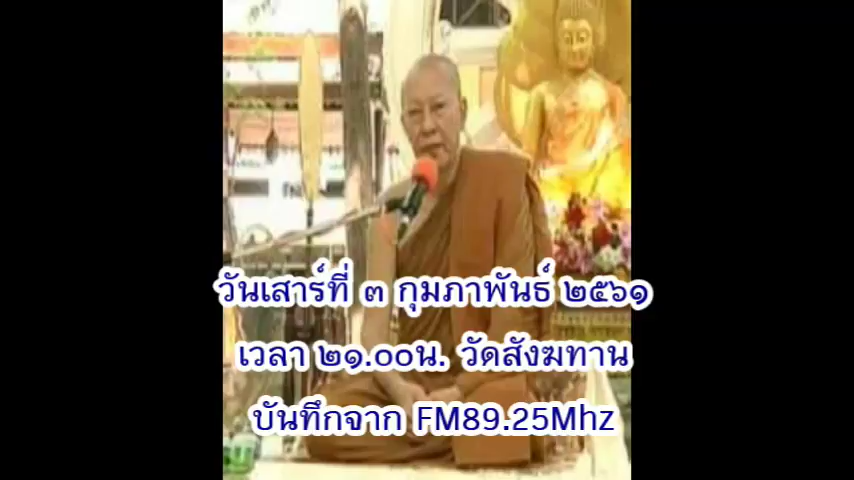 วันเสาร์ที่ ๓ กุมภาพันธ์ ๒๕๖๑
เวลา ๒๑.๐๐น. วัดสังฆทาน
บันทึกจาก FM89.25Mhz